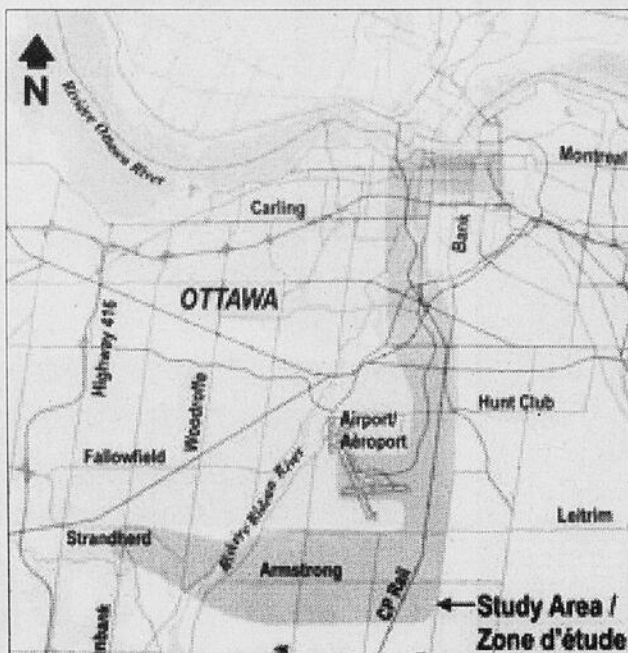 N
Rivière Ottawa River
Montreal
Carling
Bank
OTTAWA
Highway 416
Woodroffe
Hunt Club
Airport/
Aéroport
Fallowfield
Rivière Rideau River
Leitrim
Strandherd
Armstrong
CP Rail
Study Area /
Zone d'étude